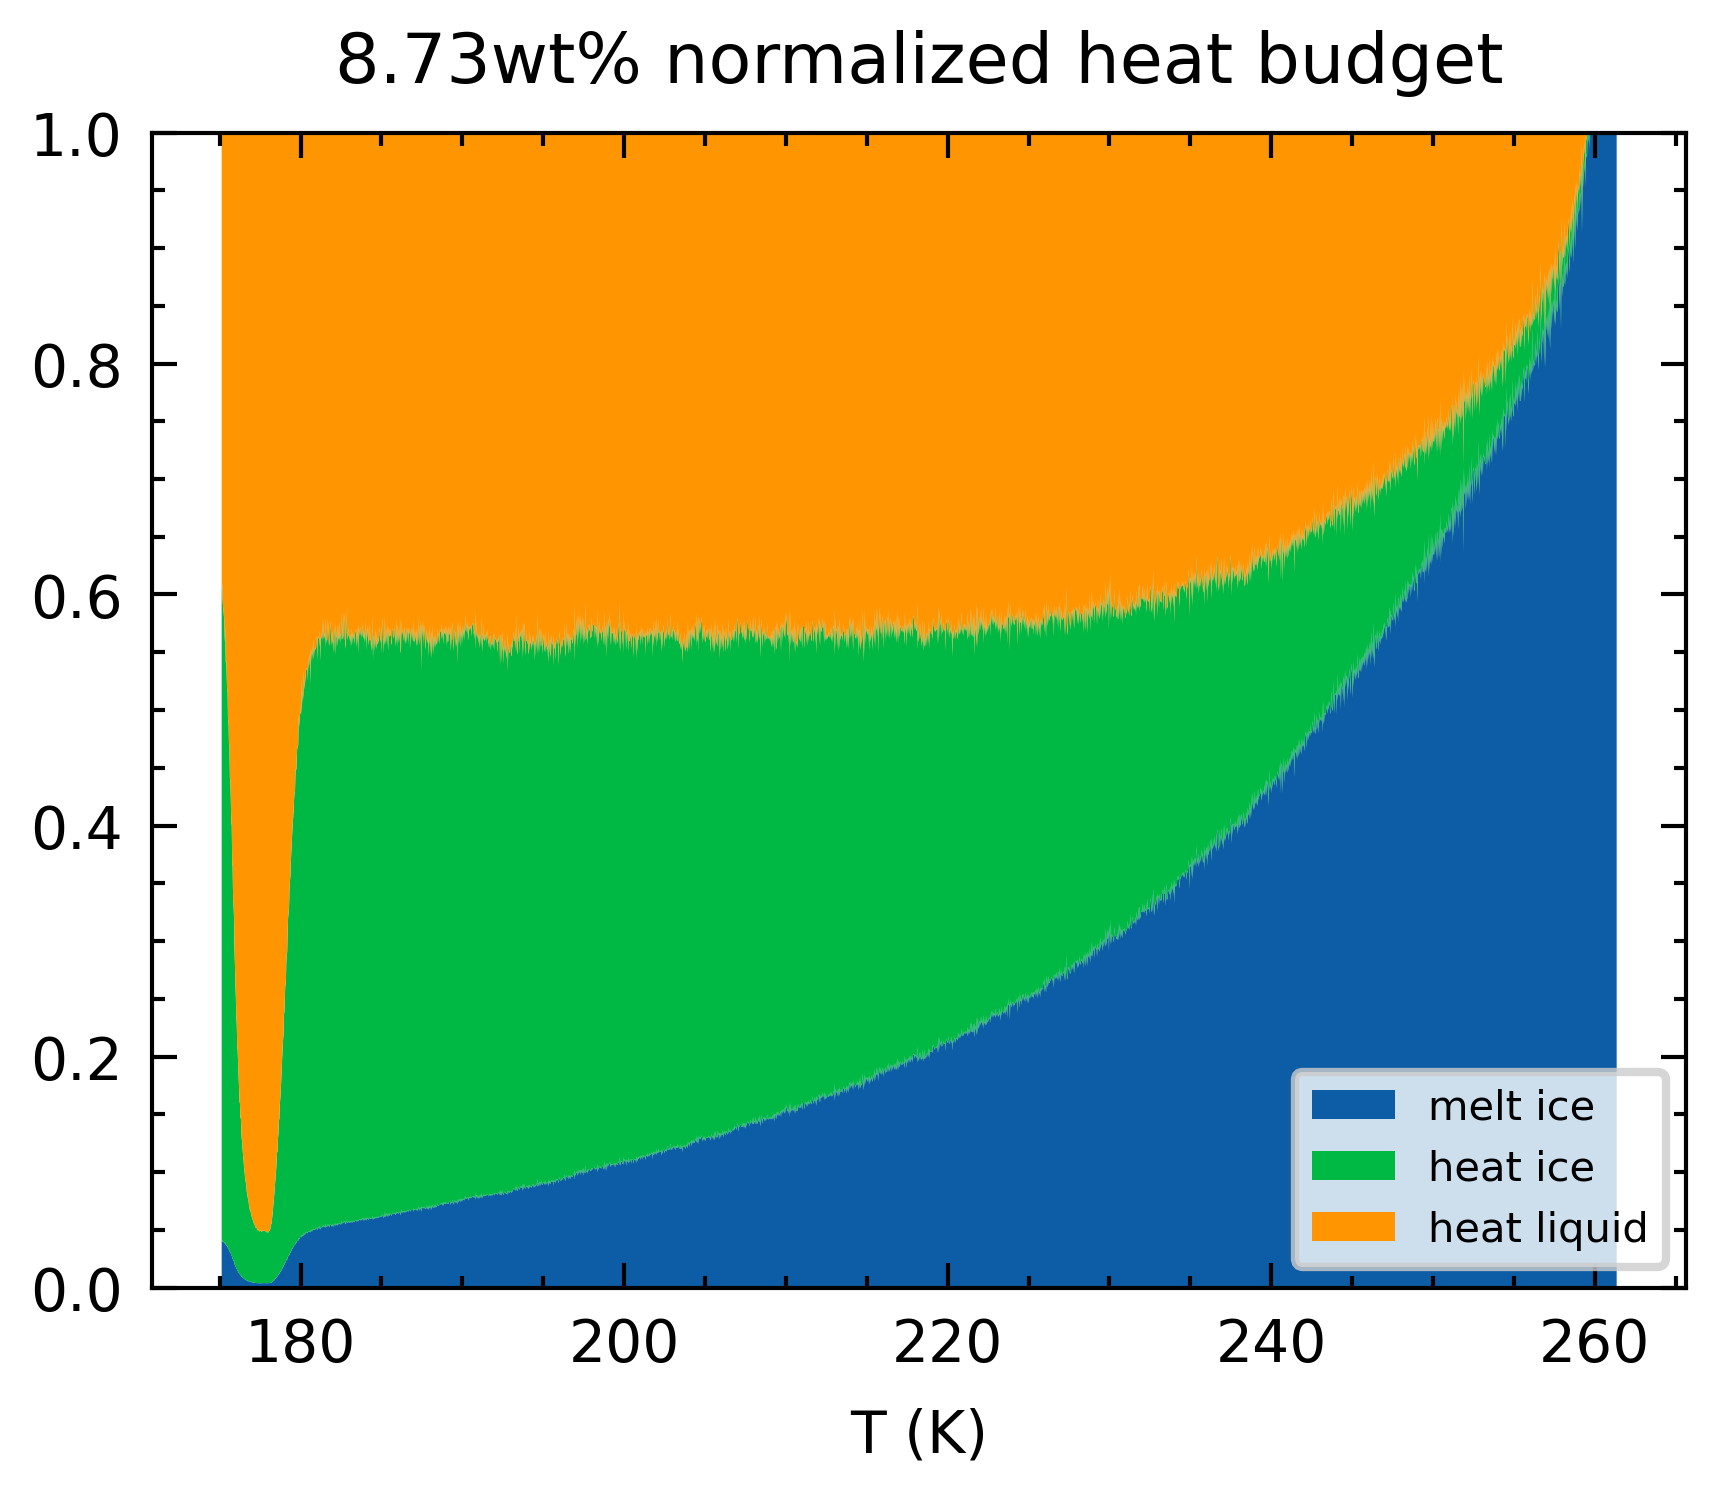 8.73wt% normalized heat budget
1.0
0.8
0.6
0.4
0.2
0.0
melt ice
heat ice
heat liquid
180 200 220 240 260
T (K)